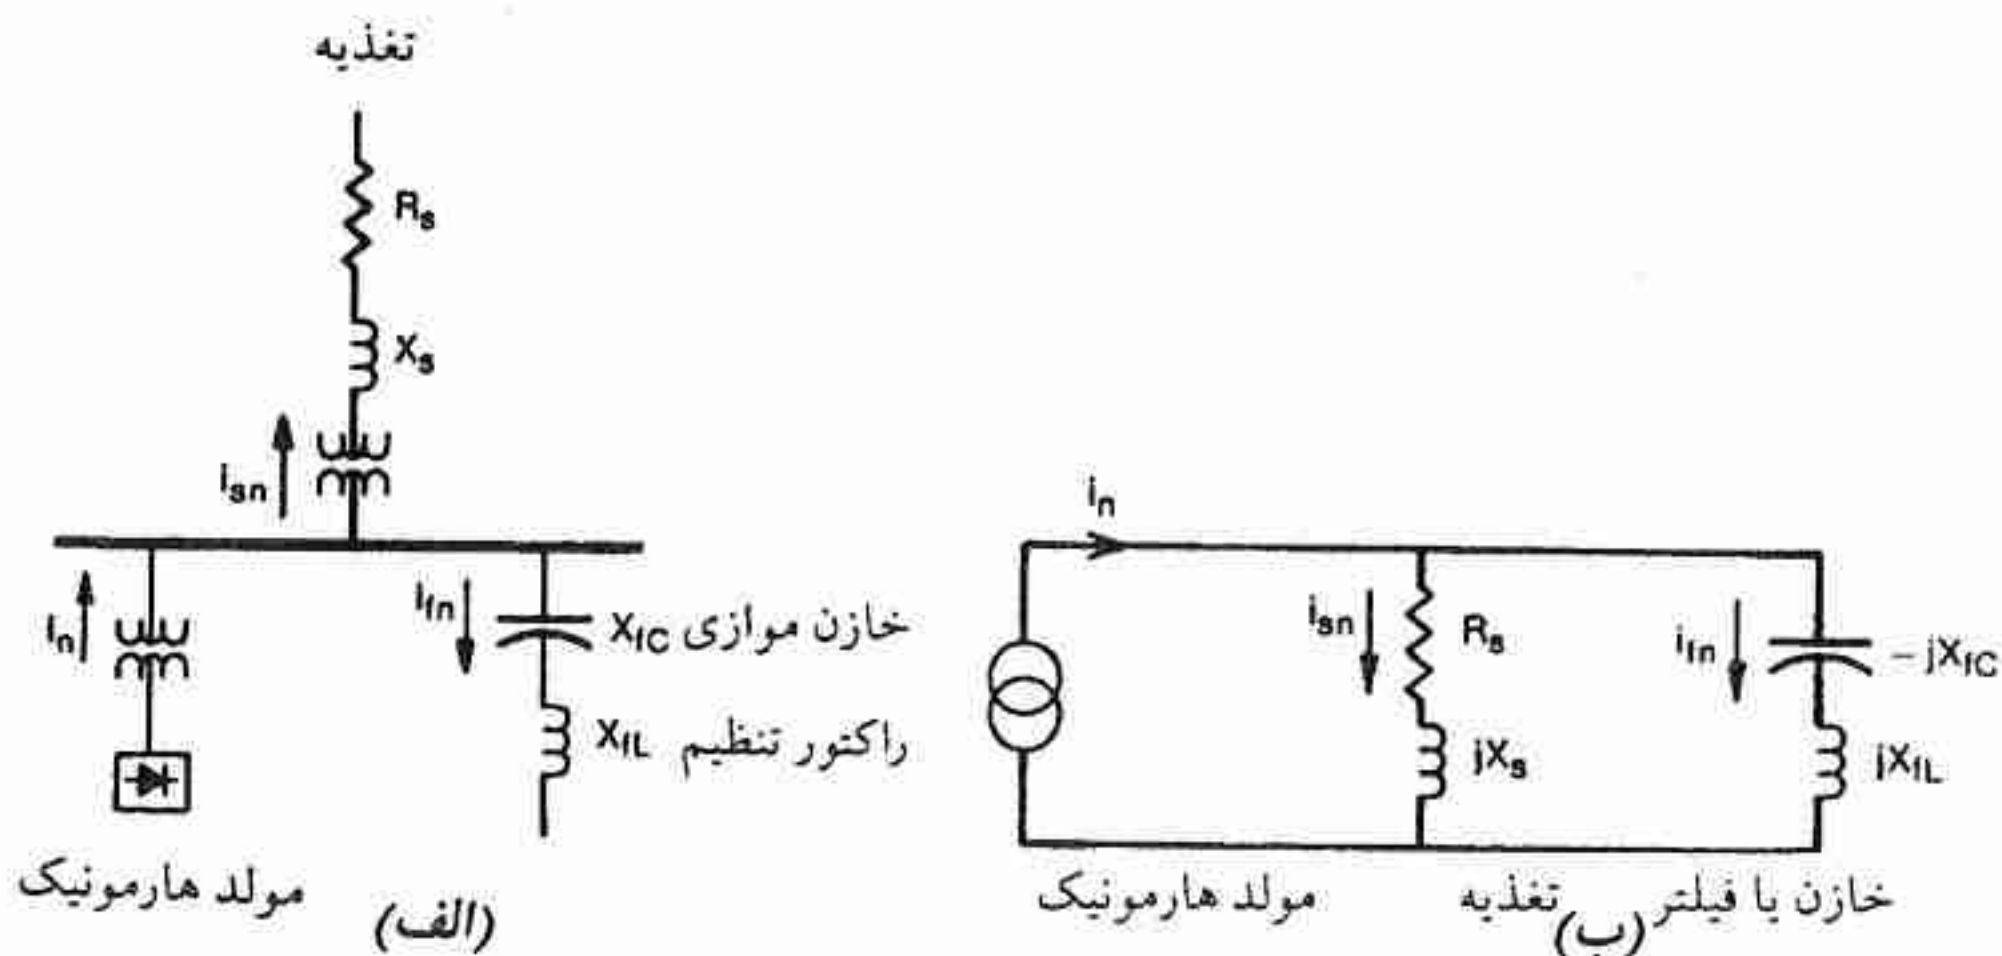 تغذیه
Rs
Xs
isn
in
ifn
خازن موازی XfC
راکتور تنظیم XfL
مولد هارمونیک
(الف)
in
isn
Rs
ifn
– jXfC
jXs
jXfL
مولد هارمونیک
تغذیه
خازن یا فیلتر
(ب)